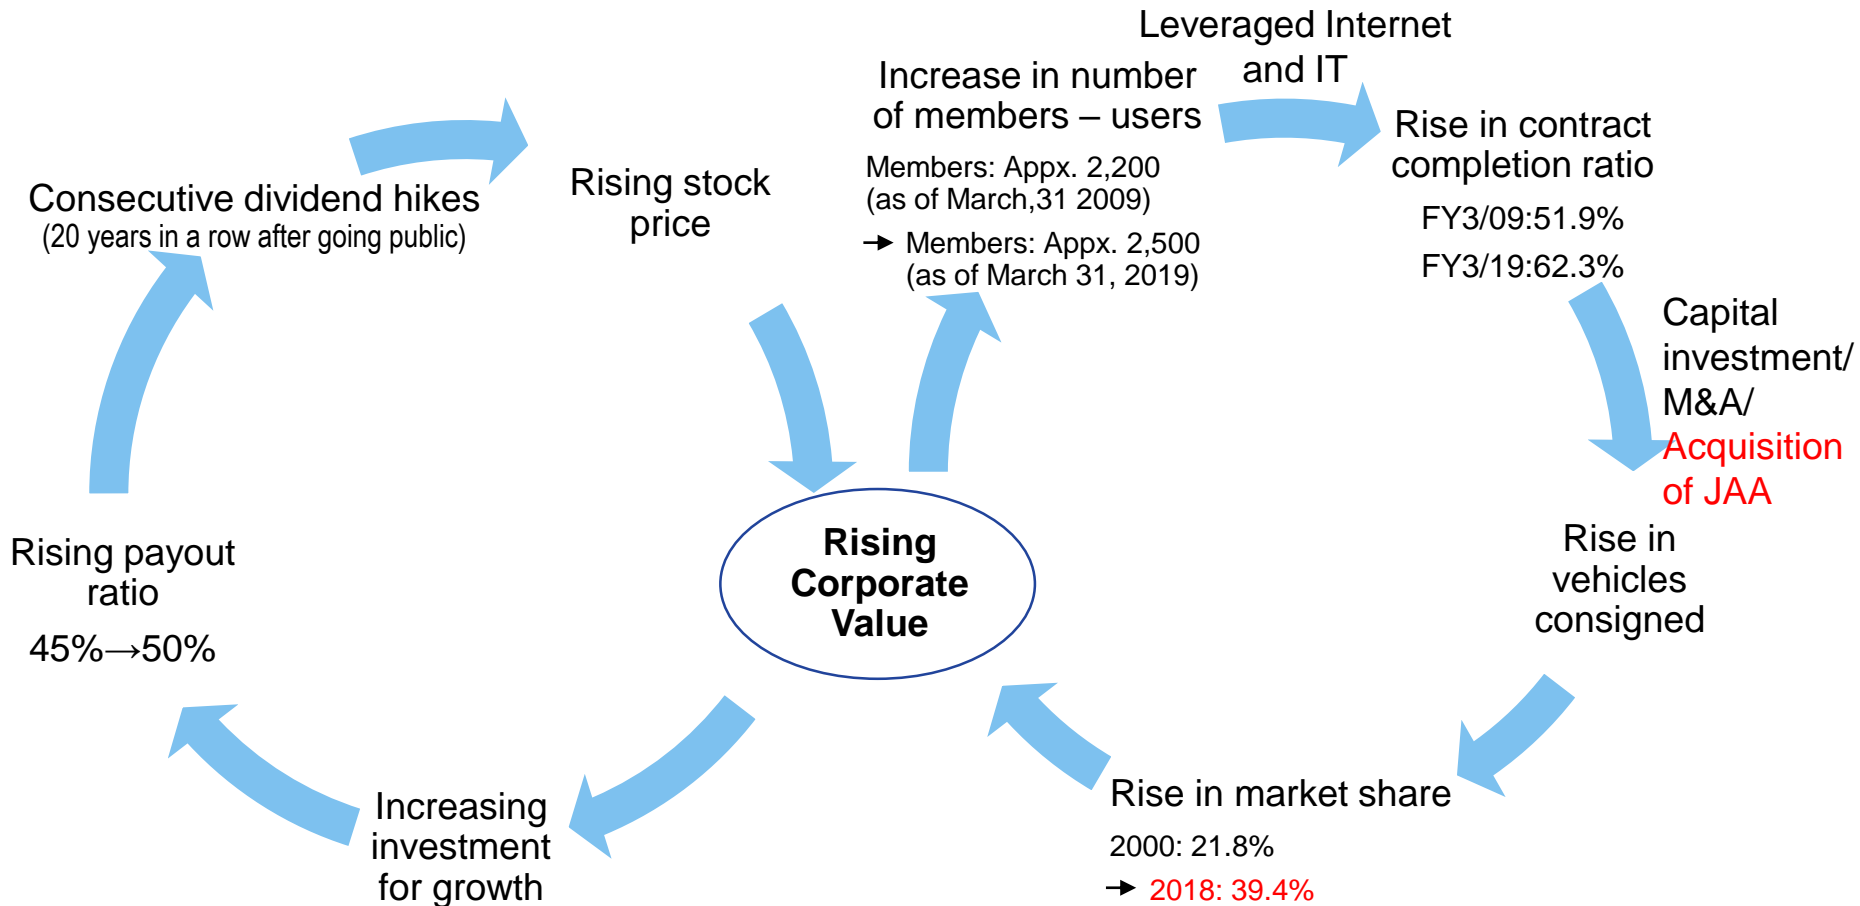 Leveraged Internet
and IT
Increase in number
of members – users
Members: Appx. 2,200
(as of March,31 2009)
→ Members: Appx. 2,500
(as of March 31, 2019)
Rise in contract
completion ratio
FY3/09:51.9%
FY3/19:62.3%
Capital
investment/
M&A/
Acquisition
of JAA
Rise in
vehicles
consigned
Rise in market share
2000: 21.8%
→ 2018: 39.4%
Rising
Corporate
Value
Increasing
investment
for growth
Rising payout
ratio
45%→50%
Consecutive dividend hikes
(20 years in a row after going public)
Rising stock
price